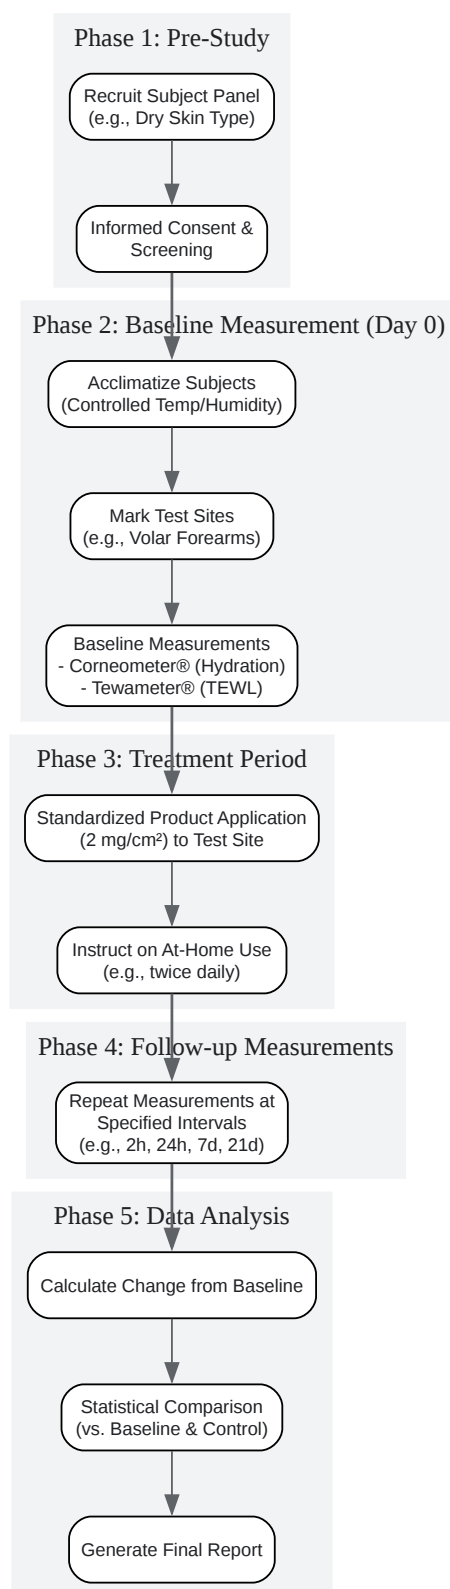 Phase 1: Pre-Study
Recruit Subject Panel
(e.g., Dry Skin Type)
Informed Consent &
Screening
Phase 2: Baseline Measurement (Day 0)
Acclimatize Subjects
(Controlled Temp/Humidity)
Mark Test Sites
(e.g., Volar Forearms)
Baseline Measurements
- Corneometer® (Hydration)
- Tewameter® (TEWL)
Phase 3: Treatment Period
Standardized Product Application
(2 mg/cm²) to Test Site
Instruct on At-Home Use
(e.g., twice daily)
Phase 4: Follow-up Measurements
Repeat Measurements at
Specified Intervals
(e.g., 2h, 24h, 7d, 21d)
Phase 5: Data Analysis
Calculate Change from Baseline
Statistical Comparison
(vs. Baseline & Control)
Generate Final Report